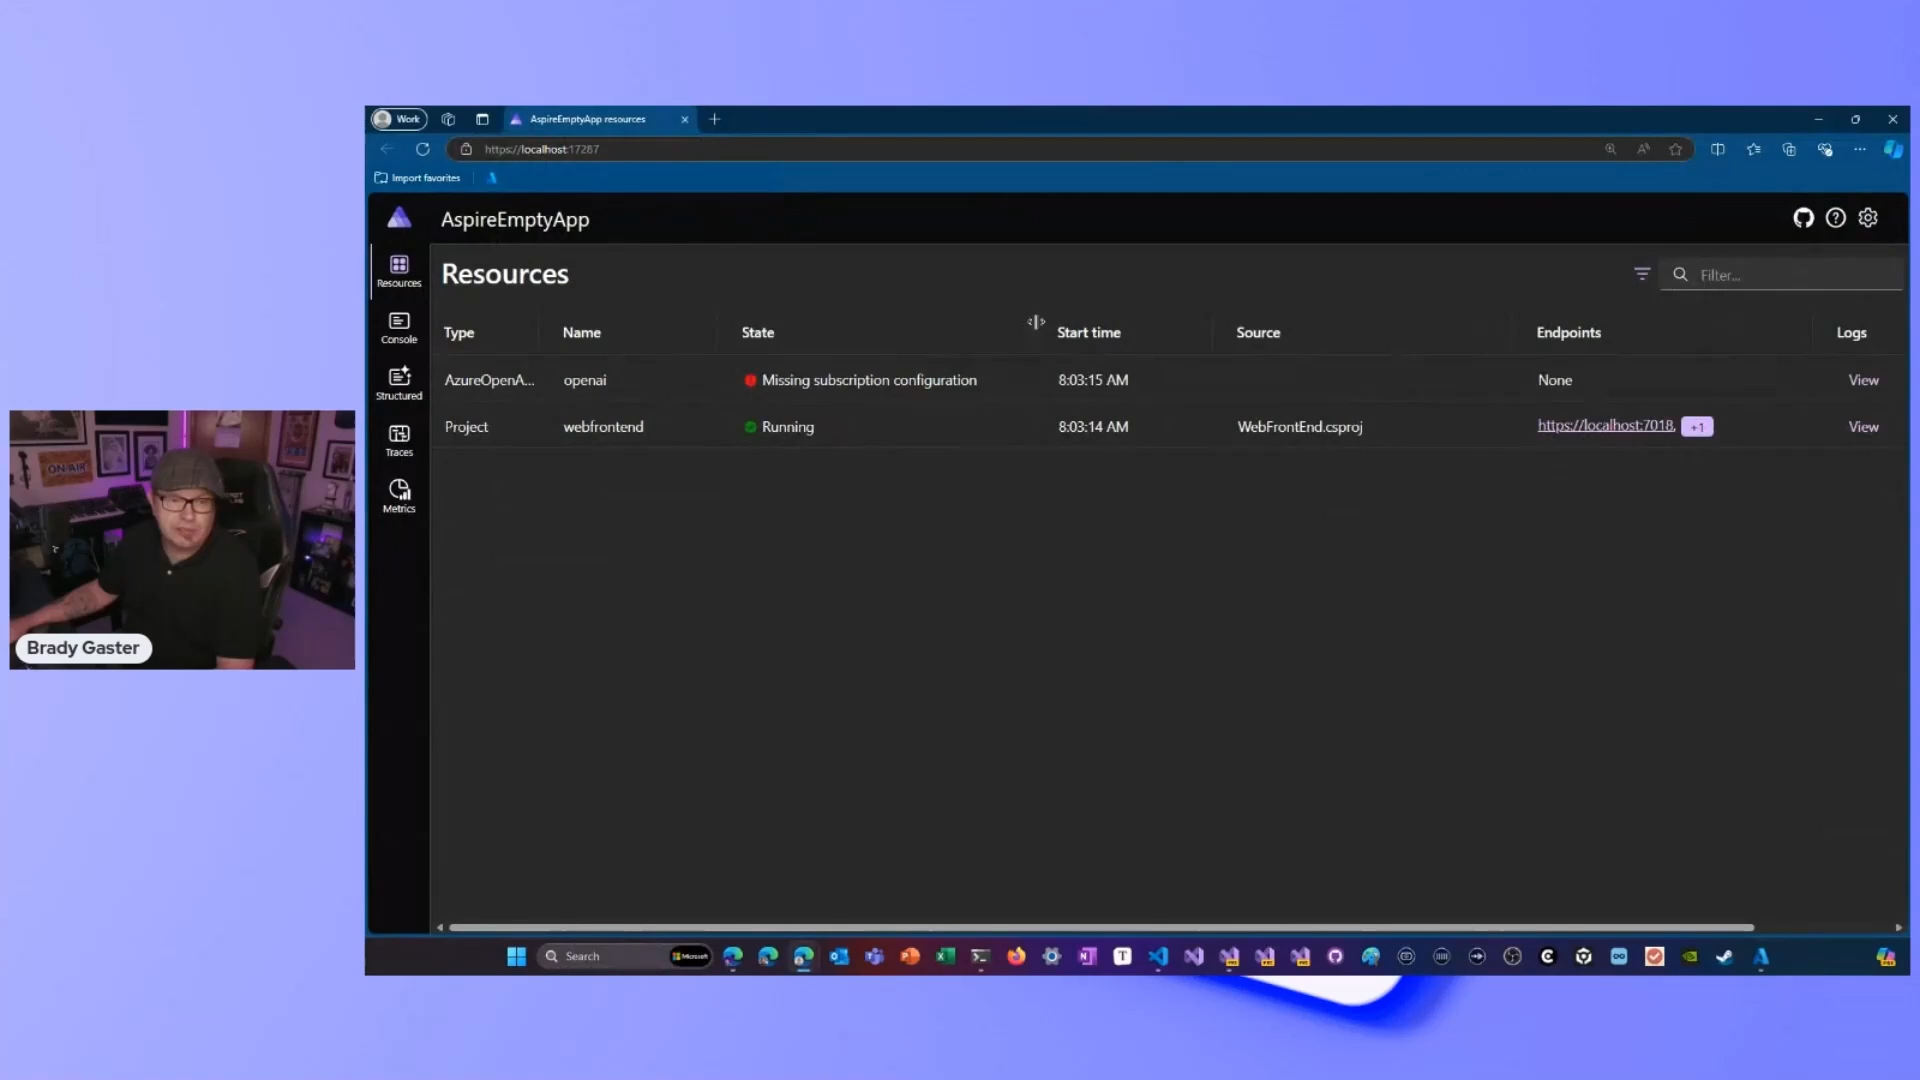 Work
AspireEmptyApp resources
https://localhost:17287
Import favorites
AspireEmptyApp
Resources
Filter...
Resources
Console
Structured
Traces
Metrics
Type Name State Start time Source Endpoints Logs
AzureOpenA... openai Missing subscription configuration 8:03:15 AM None View
Project webfrontend Running 8:03:14 AM WebFrontEnd.csproj https://localhost:7018, +1 View
ON AIR
Brady Gaster
Search
Microsoft